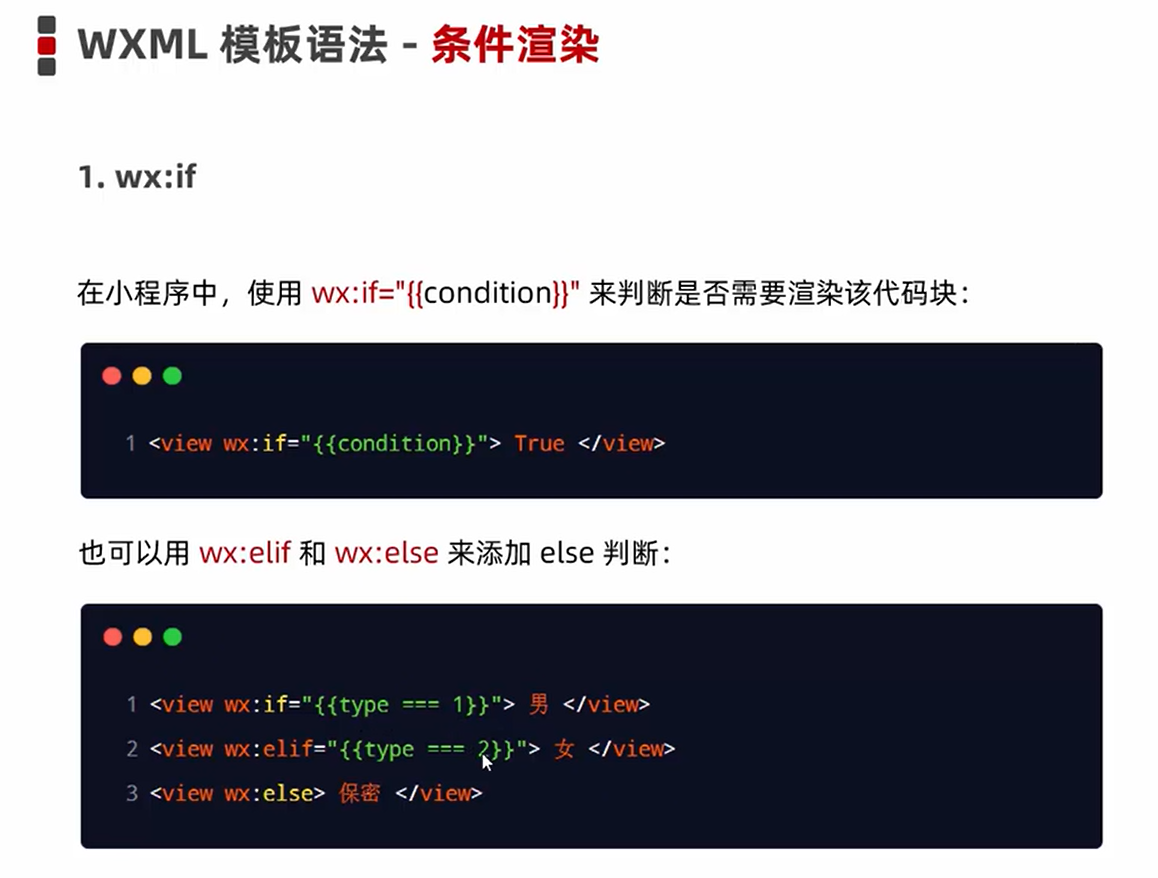 WXML 模板语法 - 条件渲染
1. wx:if
在小程序中，使用 wx:if="{{condition}}" 来判断是否需要渲染该代码块：
1 <view wx:if="{{condition}}"> True </view>
也可以用 wx:elif 和 wx:else 来添加 else 判断：
1 <view wx:if="{{type === 1}}"> 男 </view>
2 <view wx:elif="{{type === 2}}"> 女 </view>
3 <view wx:else> 保密 </view>